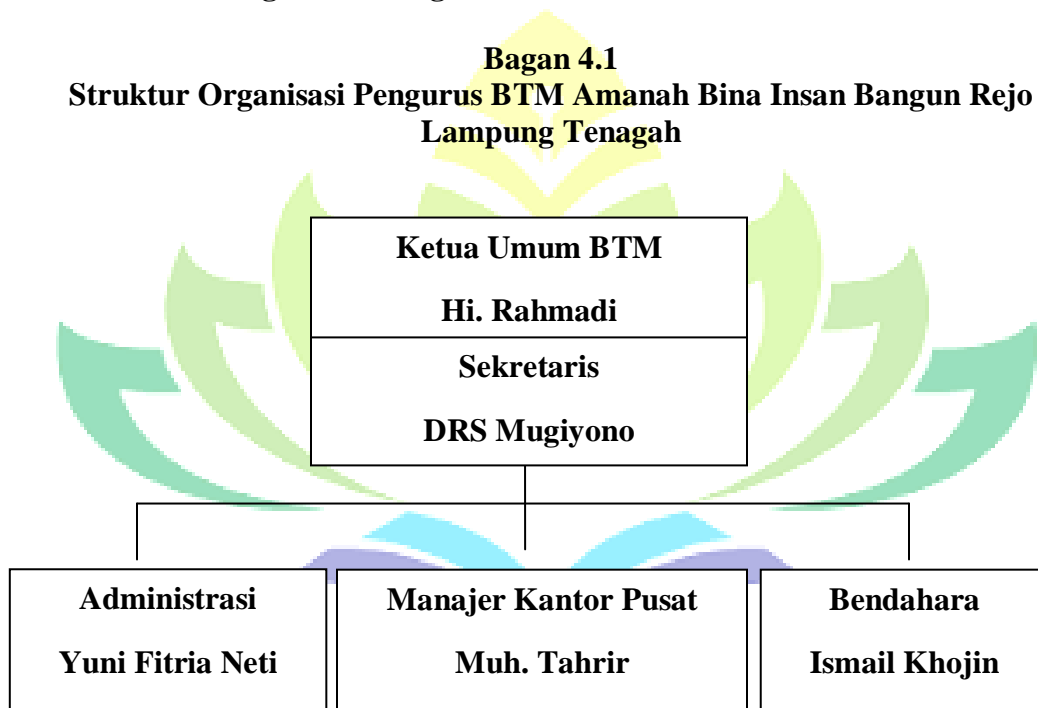 Bagan 4.1
Struktur Organisasi Pengurus BTM Amanah Bina Insan Bangun Rejo
Lampung Tenagah
Ketua Umum BTM
Hi. Rahmadi
Sekretaris
DRS Mugiyono
Administrasi
Yuni Fitria Neti
Manajer Kantor Pusat
Muh. Tahrir
Bendahara
Ismail Khojin